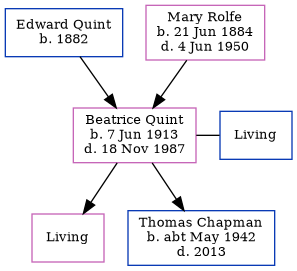 Edward Quint
b. 1882
Mary Rolfe
b. 21 Jun 1884
d. 4 Jun 1950
Beatrice Quint
b. 7 Jun 1913
d. 18 Nov 1987
Living
Living
Thomas Chapman
b. abt May 1942
d. 2013